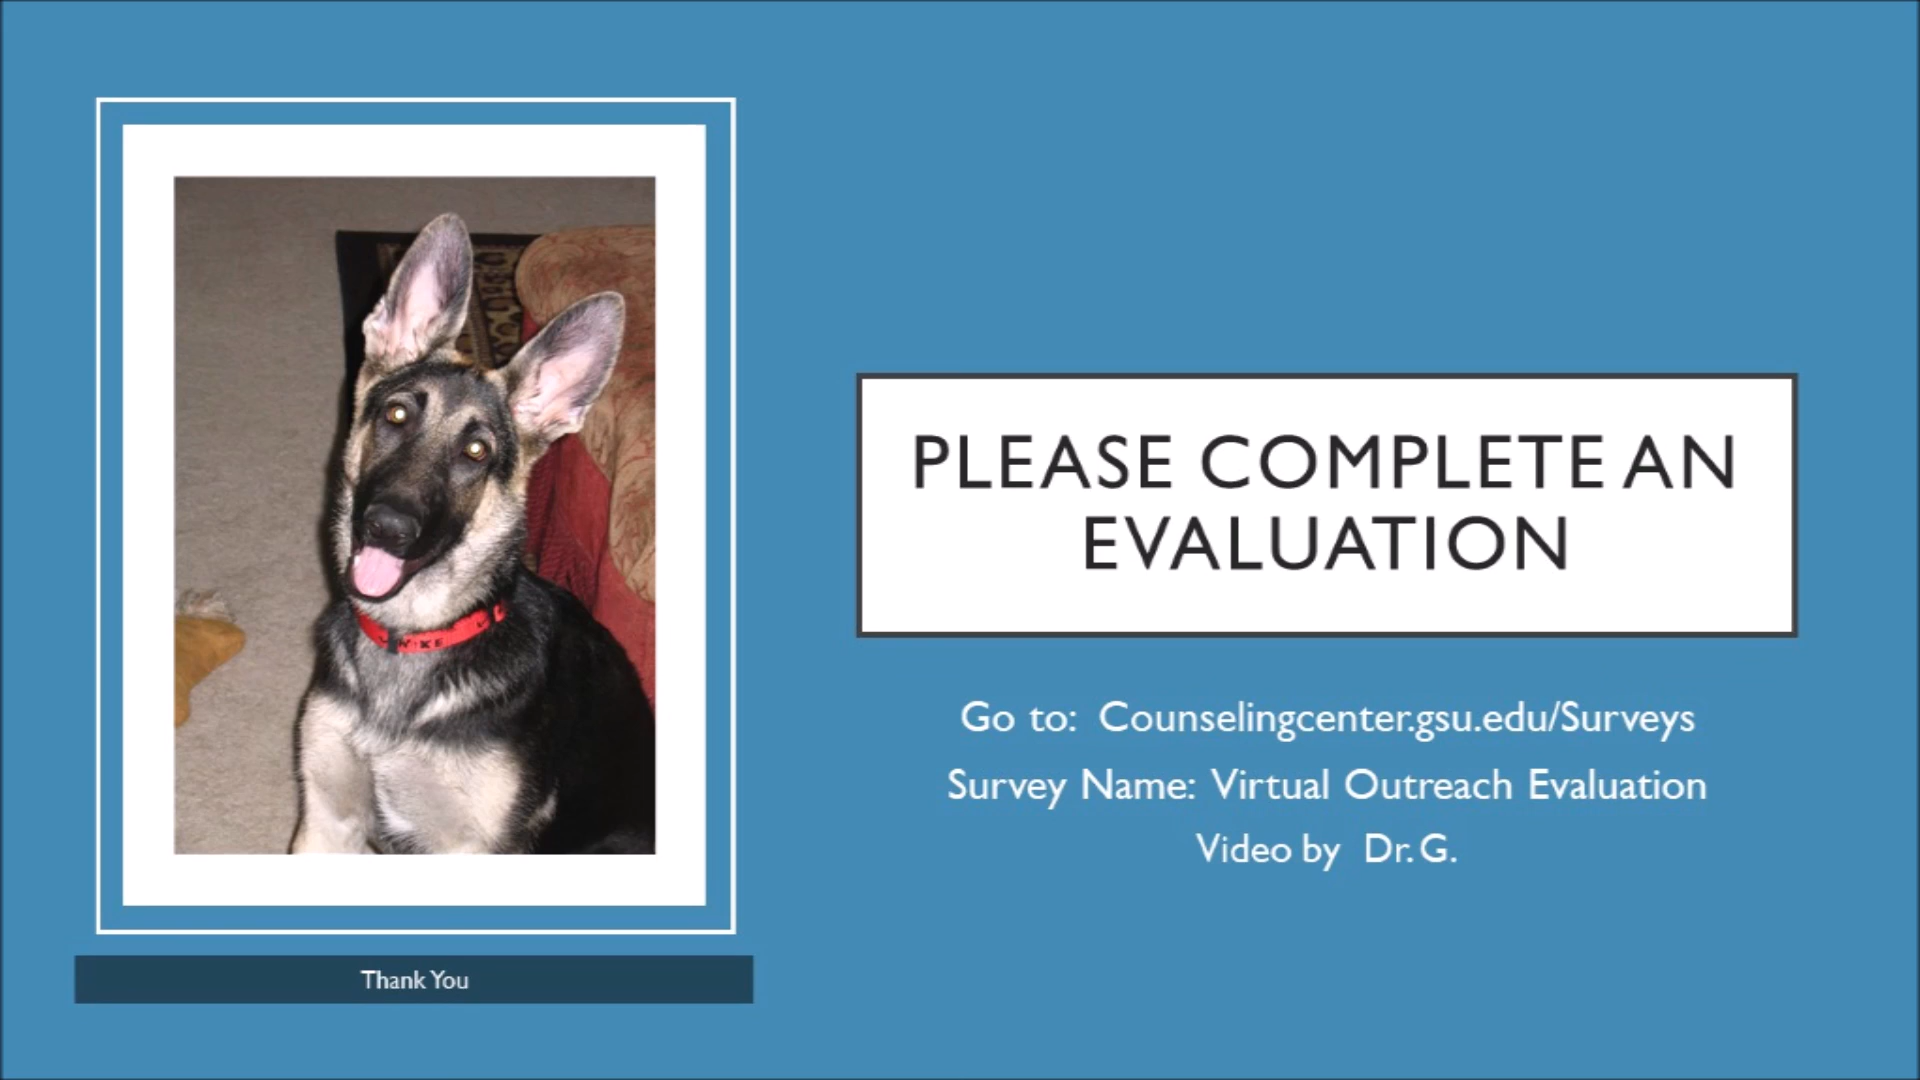 PLEASE COMPLETE AN
EVALUATION
Go to: Counselingcenter.gsu.edu/Surveys
Survey Name: Virtual Outreach Evaluation
Video by Dr. G.
Thank You